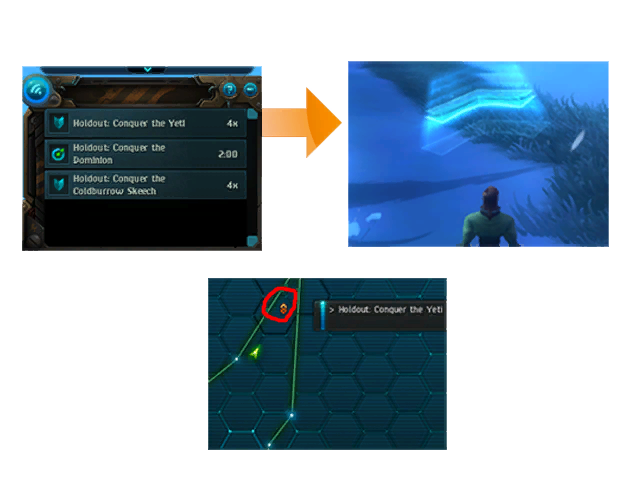 ?
Holdout: Conquer the Yeti
4x
Holdout: Conquer the
Dominion
2:00
Holdout: Conquer the
Coldburrow Skeech
4x
> Holdout: Conquer the Yeti